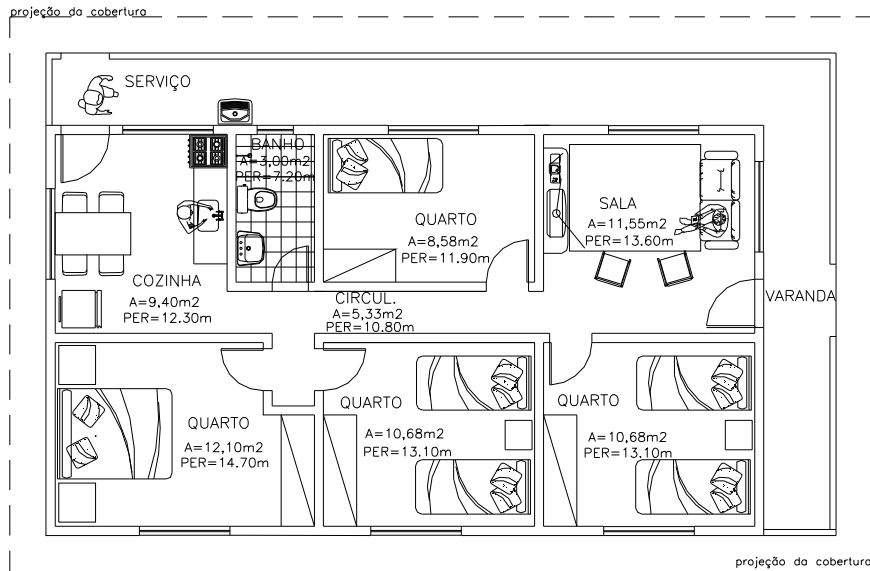 projeção da cobertura
SERVIÇO
BANHO
A=3,00m2
PER=7.20m
QUARTO
A=8,58m2
PER=11.90m
SALA
A=11,55m2
PER=13.60m
COZINHA
A=9,40m2
PER=12.30m
CIRCUL.
A=5,33m2
PER=10.80m
VARANDA
QUARTO
A=12,10m2
PER=14.70m
QUARTO
A=10,68m2
PER=13.10m
QUARTO
A=10,68m2
PER=13.10m
projeção da cobertura